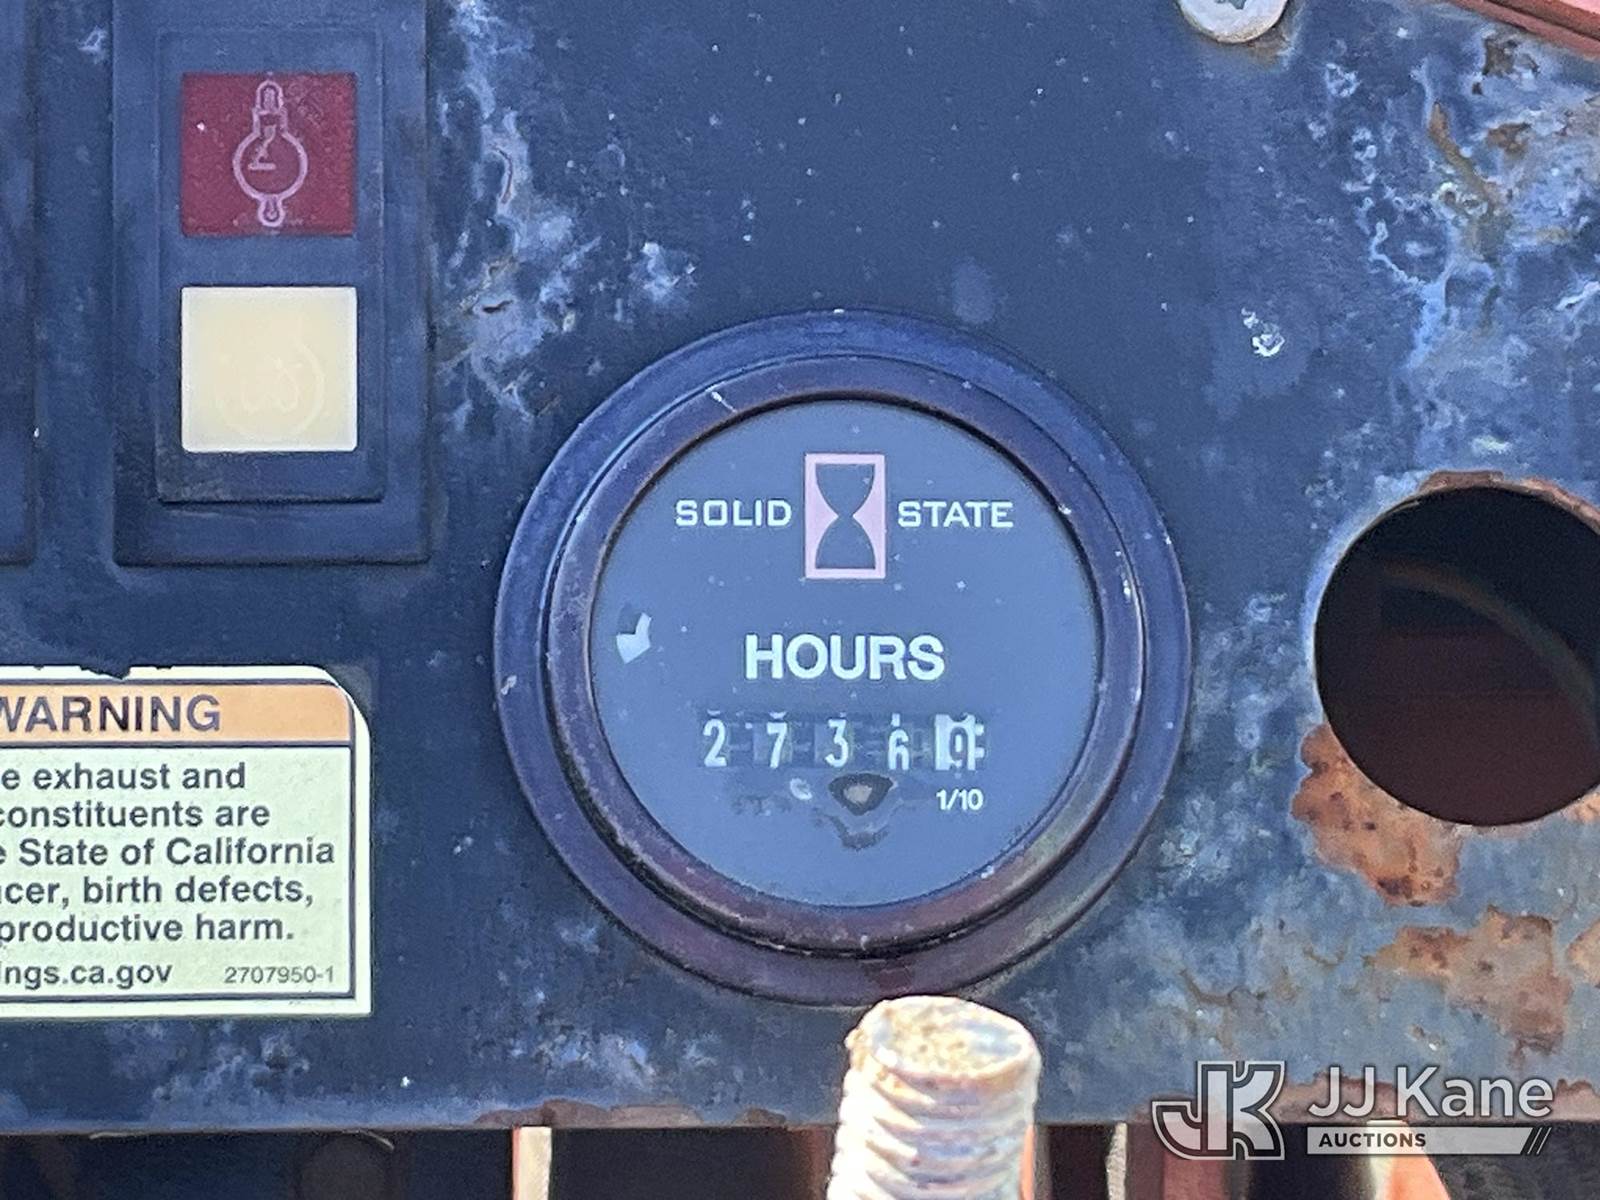 SOLID STATE
HOURS
2 7 3 6 9
1/10
WARNING
e exhaust and
constituents are
e State of California
ncer, birth defects,
productive harm.
ings.ca.gov 2707950-1
JK JJ Kane
AUCTIONS